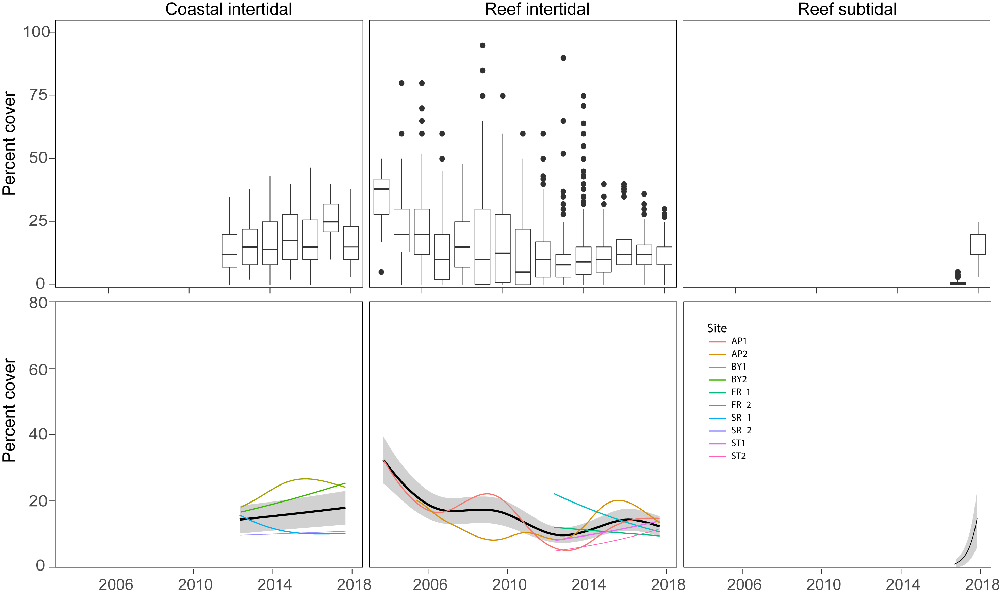 Coastal intertidal
Reef intertidal
Reef subtidal
Percent cover
100
75
50
25
0
Percent cover
80
60
40
20
0
Site
AP1
AP2
BY1
BY2
FR 1
FR 2
SR 1
SR 2
ST1
ST2
2006 2010 2014 2018
2006 2010 2014 2018
2006 2010 2014 2018